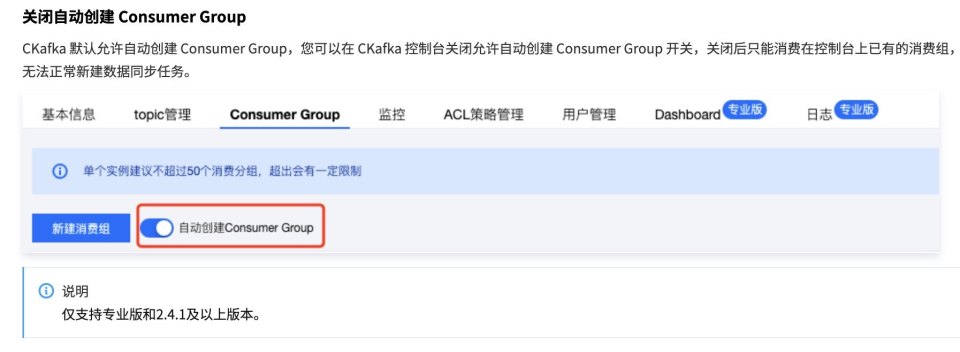 关闭自动创建 Consumer Group
CKafka 默认允许自动创建 Consumer Group，您可以在 CKafka 控制台关闭允许自动创建 Consumer Group 开关，关闭后只能消费在控制台上已有的消费组，
无法正常新建数据同步任务。
基本信息 topic管理 Consumer Group 监控 ACL策略管理 用户管理 Dashboard 专业版 日志 专业版
单个实例建议不超过50个消费分组，超出会有一定限制
新建消费组 自动创建Consumer Group
说明
仅支持专业版和2.4.1及以上版本。